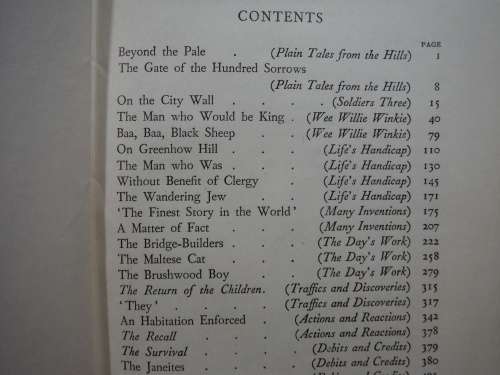 CONTENTS
PAGE
Beyond the Pale . (Plain Tales from the Hills) 1
The Gate of the Hundred Sorrows
(Plain Tales from the Hills) 8
On the City Wall . . . . (Soldiers Three) 15
The Man who Would be King . (Wee Willie Winkie) 40
Baa, Baa, Black Sheep . . (Wee Willie Winkie) 79
On Greenhow Hill . . . (Life's Handicap) 110
The Man who Was . . . (Life's Handicap) 130
Without Benefit of Clergy . (Life's Handicap) 145
The Wandering Jew . . (Life's Handicap) 171
'The Finest Story in the World' (Many Inventions) 175
A Matter of Fact . . . (Many Inventions) 207
The Bridge-Builders . . . (The Day's Work) 222
The Maltese Cat . . . (The Day's Work) 258
The Brushwood Boy . . (The Day's Work) 279
The Return of the Children. (Traffics and Discoveries) 315
'They' . . . . (Traffics and Discoveries) 317
An Habitation Enforced . (Actions and Reactions) 342
The Recall . . . (Actions and Reactions) 378
The Survival . . . (Debits and Credits) 379
The Janeites . . . (Debits and Credits) 380